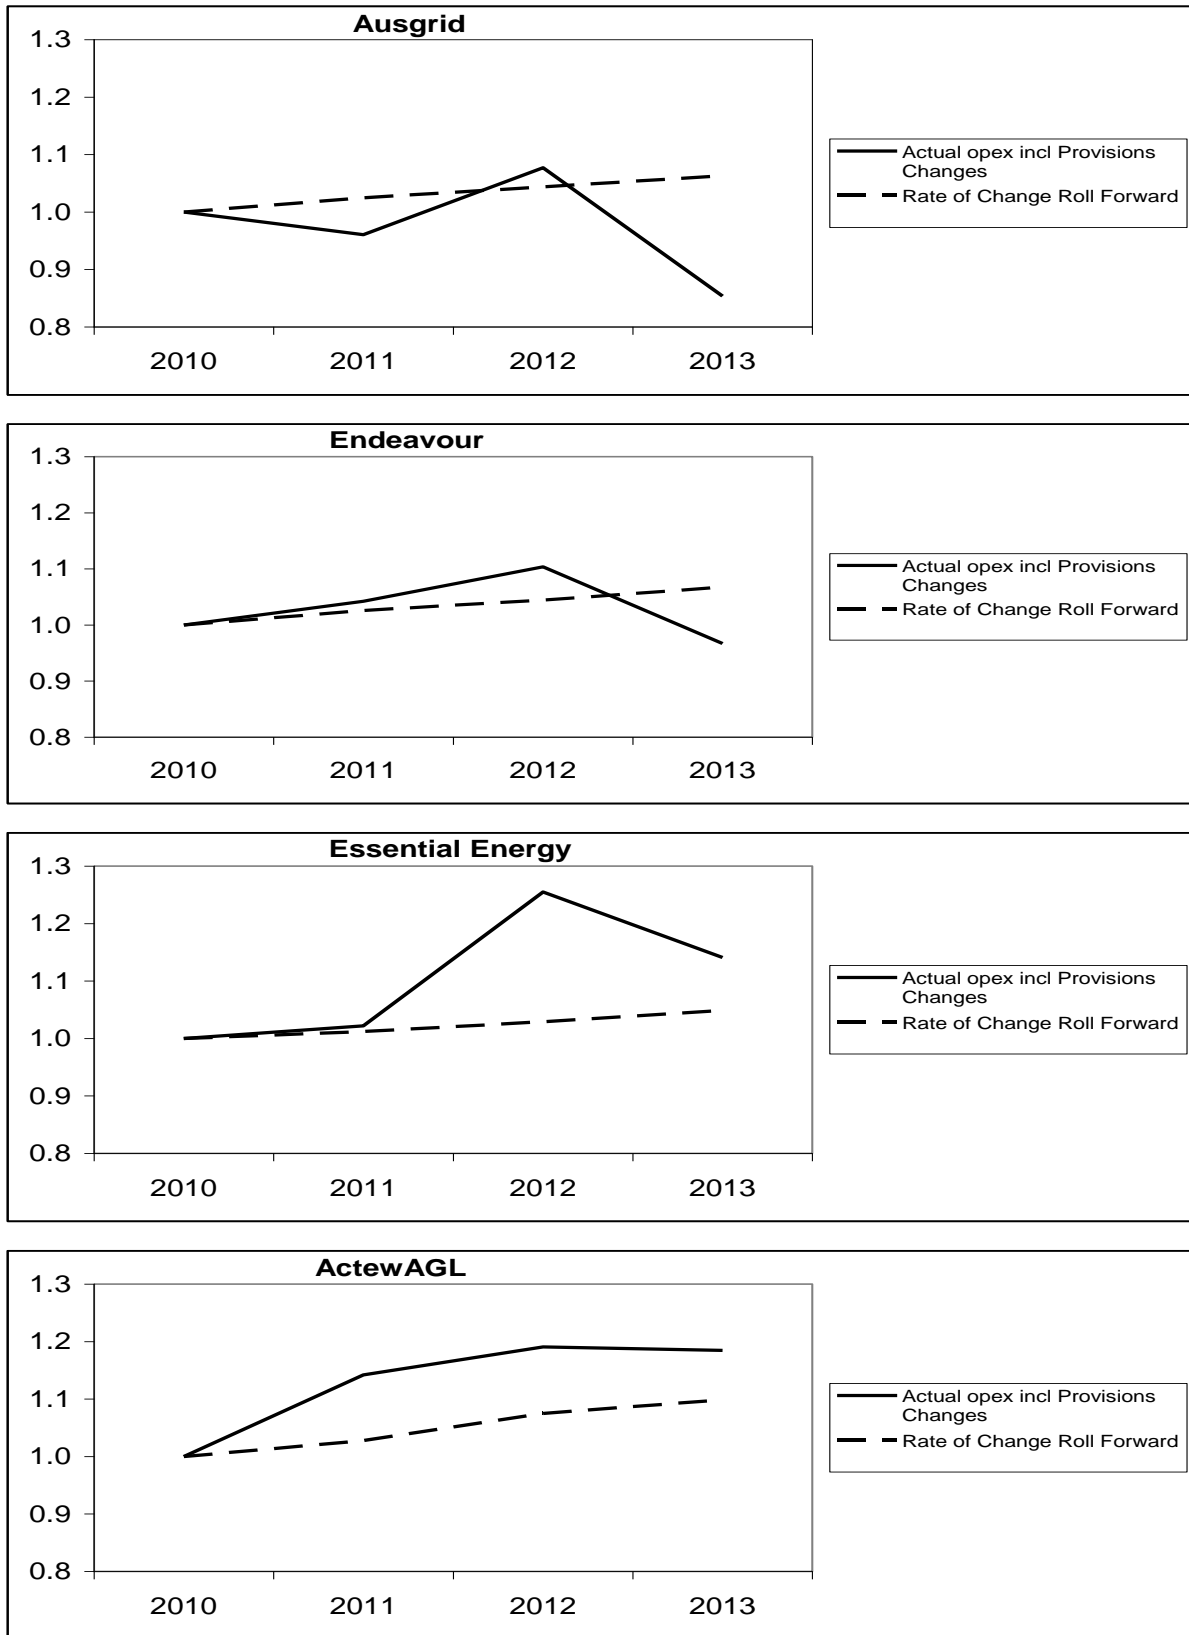 Ausgrid
1.3
1.2
1.1
1.0
0.9
0.8
2010 2011 2012 2013
Actual opex incl Provisions
Changes
Rate of Change Roll Forward
Endeavour
1.3
1.2
1.1
1.0
0.9
0.8
2010 2011 2012 2013
Actual opex incl Provisions
Changes
Rate of Change Roll Forward
Essential Energy
1.3
1.2
1.1
1.0
0.9
0.8
2010 2011 2012 2013
Actual opex incl Provisions
Changes
Rate of Change Roll Forward
ActewAGL
1.3
1.2
1.1
1.0
0.9
0.8
2010 2011 2012 2013
Actual opex incl Provisions
Changes
Rate of Change Roll Forward